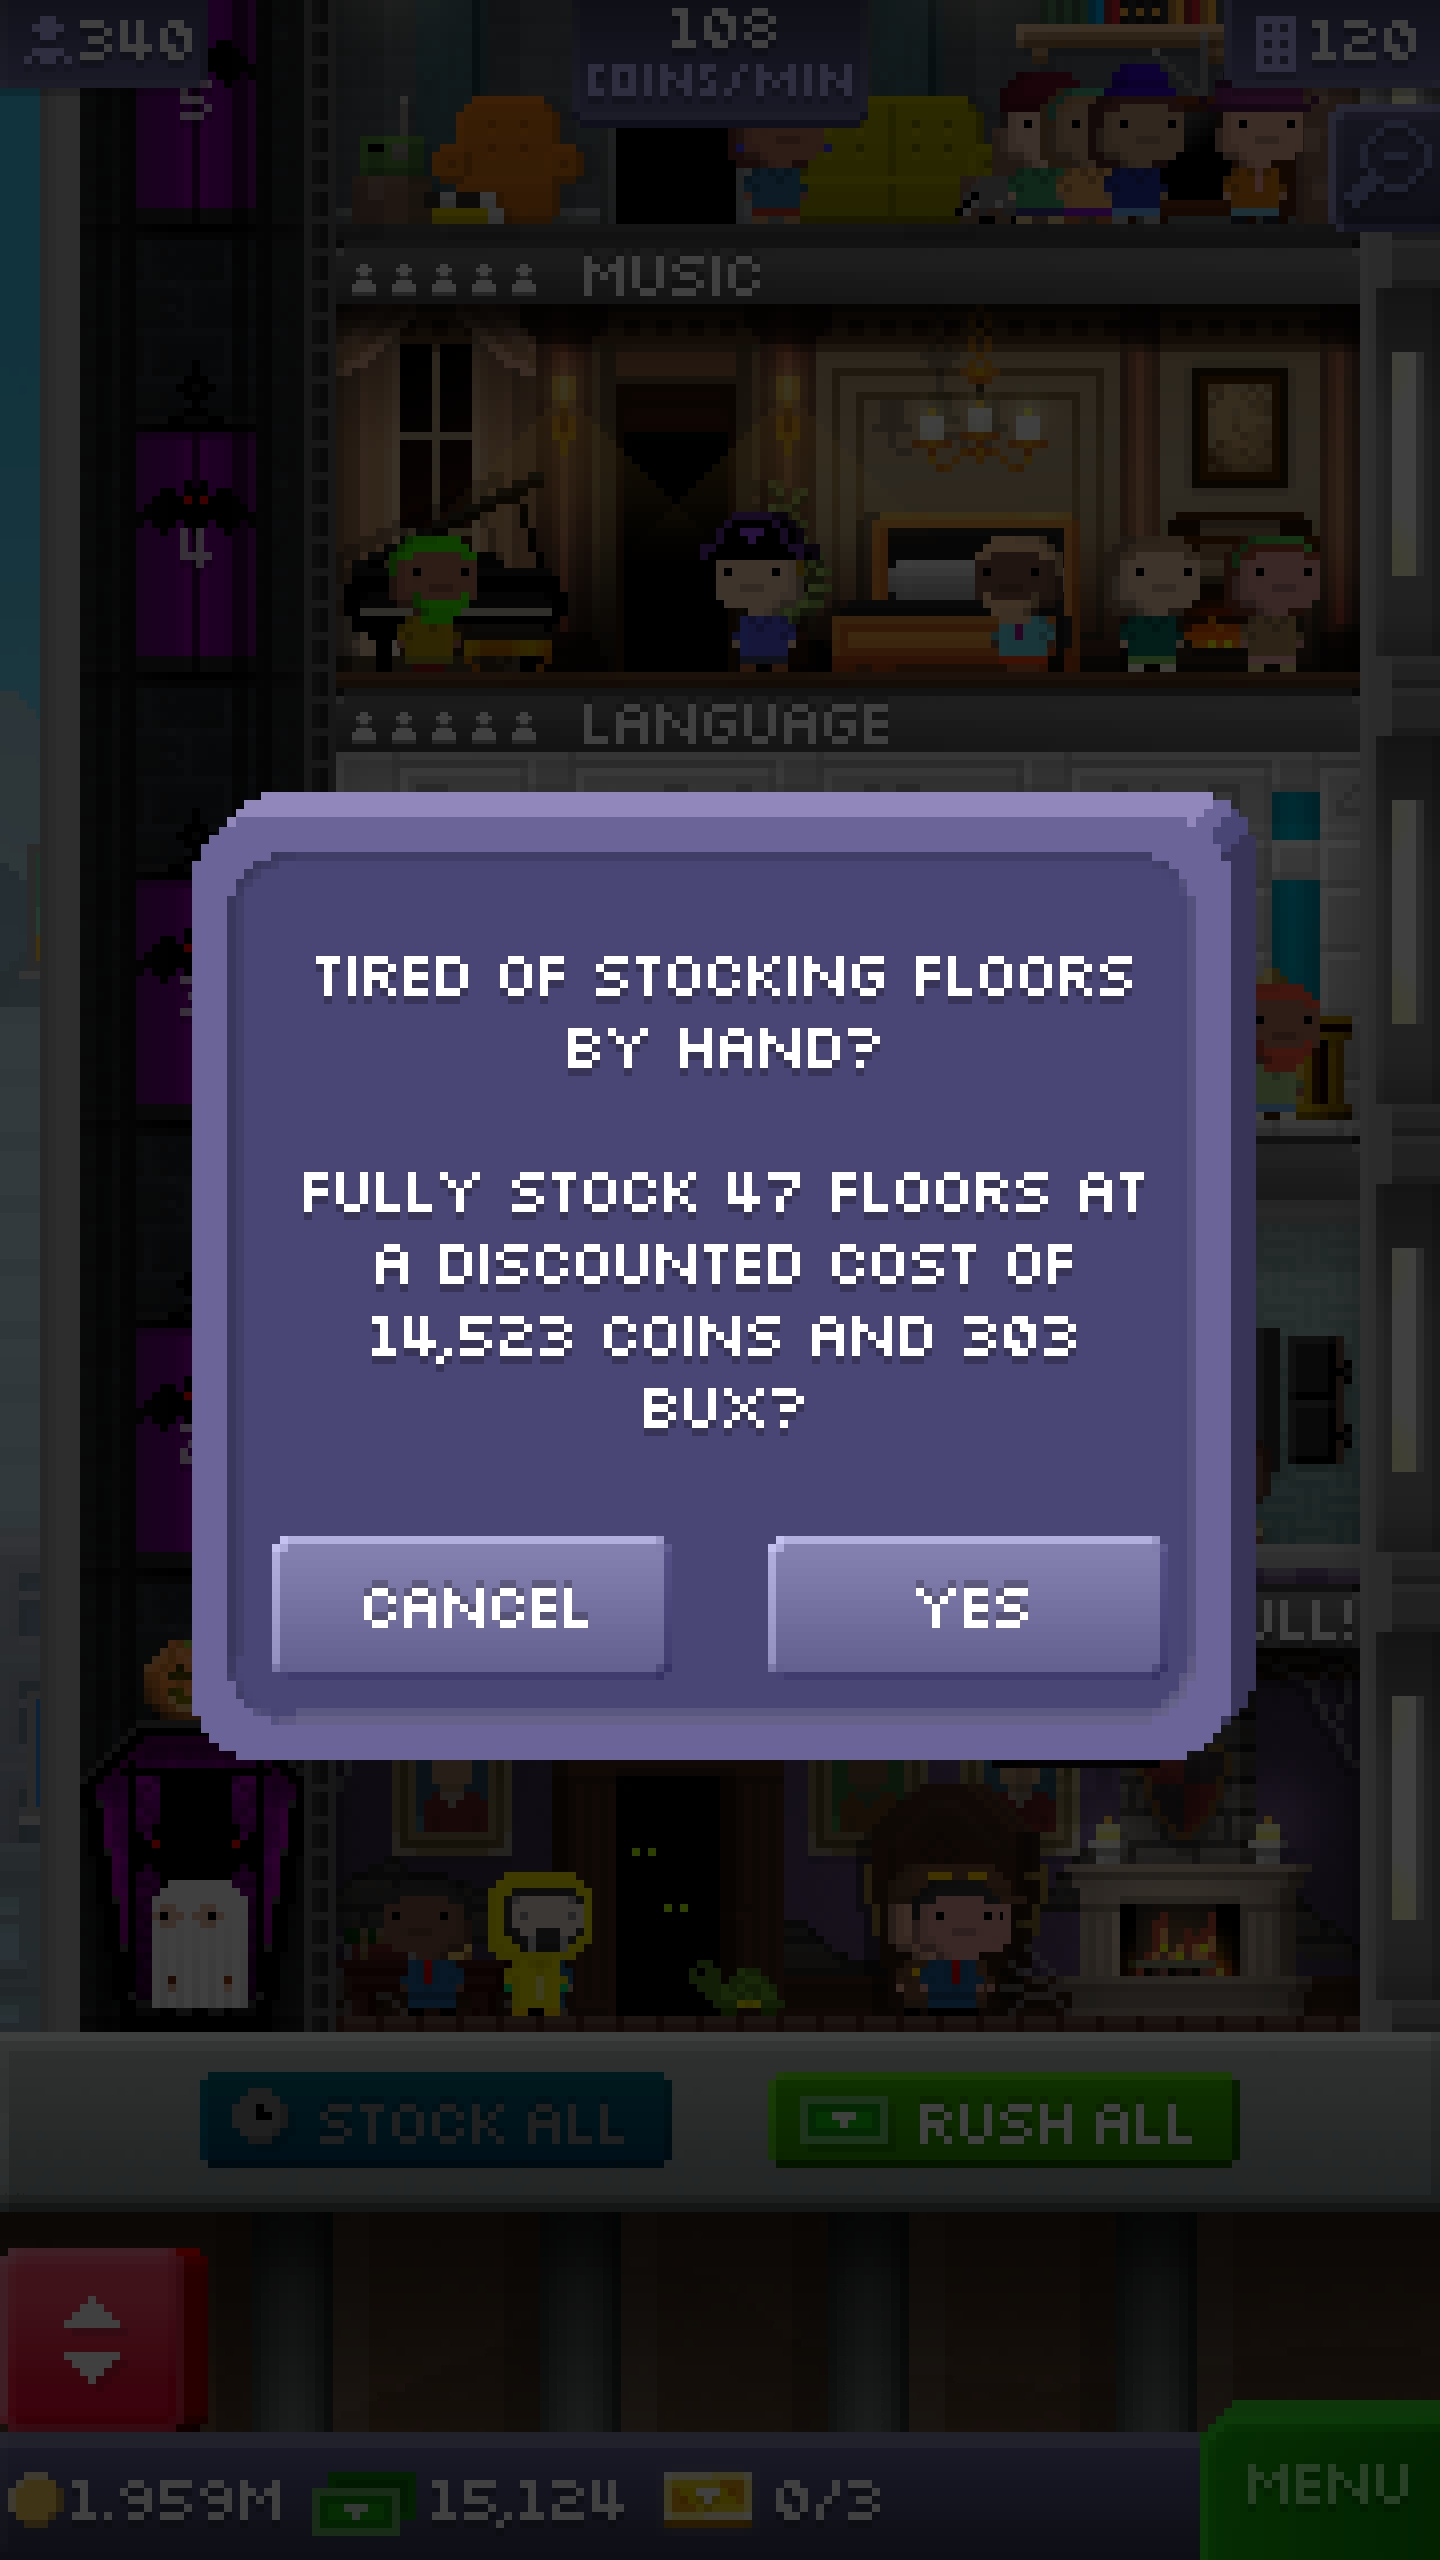 340
108
COINS/MIN
120
5
MUSIC
4
LANGUAGE
TIRED OF STOCKING FLOORS
BY HAND?
FULLY STOCK 47 FLOORS AT
A DISCOUNTED COST OF
14,523 COINS AND 303
BUX?
CANCEL
YES
ULL!
STOCK ALL
RUSH ALL
1.959M
15,124
0/3
MENU